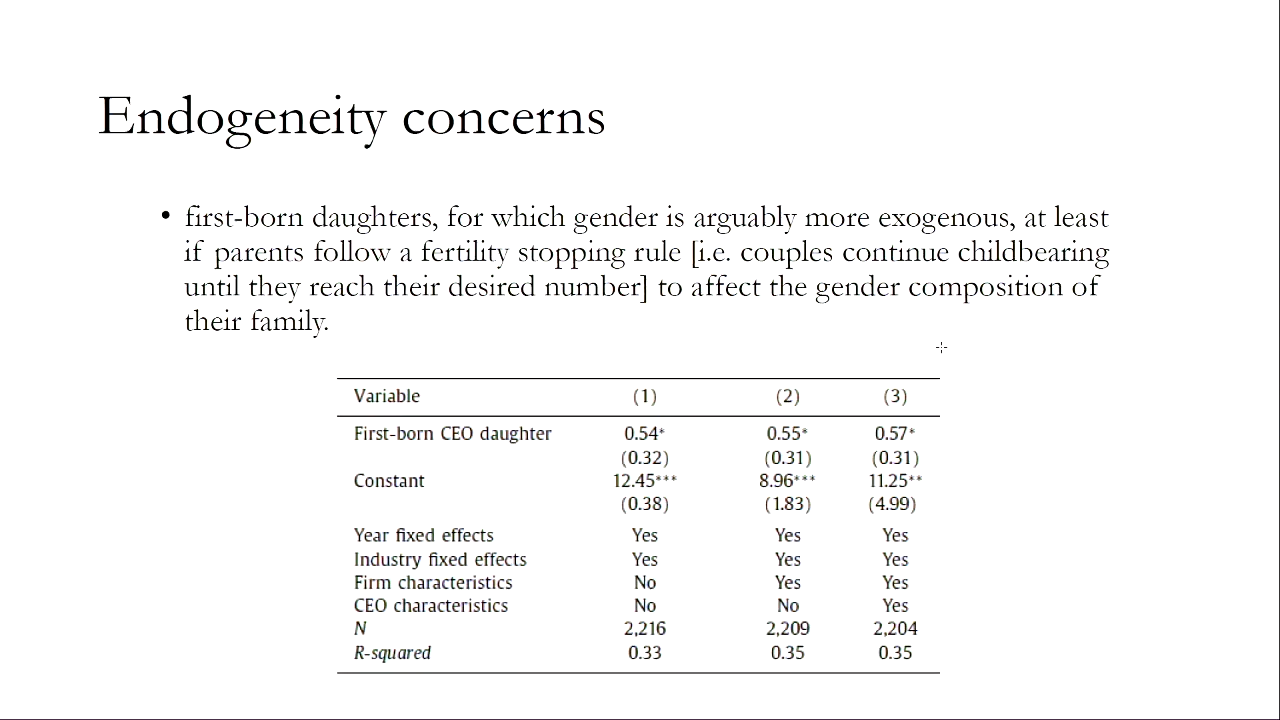 Endogeneity concerns
• first-born daughters, for which gender is arguably more exogenous, at least
if parents follow a fertility stopping rule [i.e. couples continue childbearing
until they reach their desired number] to affect the gender composition of
their family.
Variable (1) (2) (3)
First-born CEO daughter 0.54* 0.55* 0.57*
(0.32) (0.31) (0.31)
Constant 12.45*** 8.96*** 11.25**
(0.38) (1.83) (4.99)
Year fixed effects Yes Yes Yes
Industry fixed effects Yes Yes Yes
Firm characteristics No Yes Yes
CEO characteristics No No Yes
N 2,216 2,209 2,204
R-squared 0.33 0.35 0.35